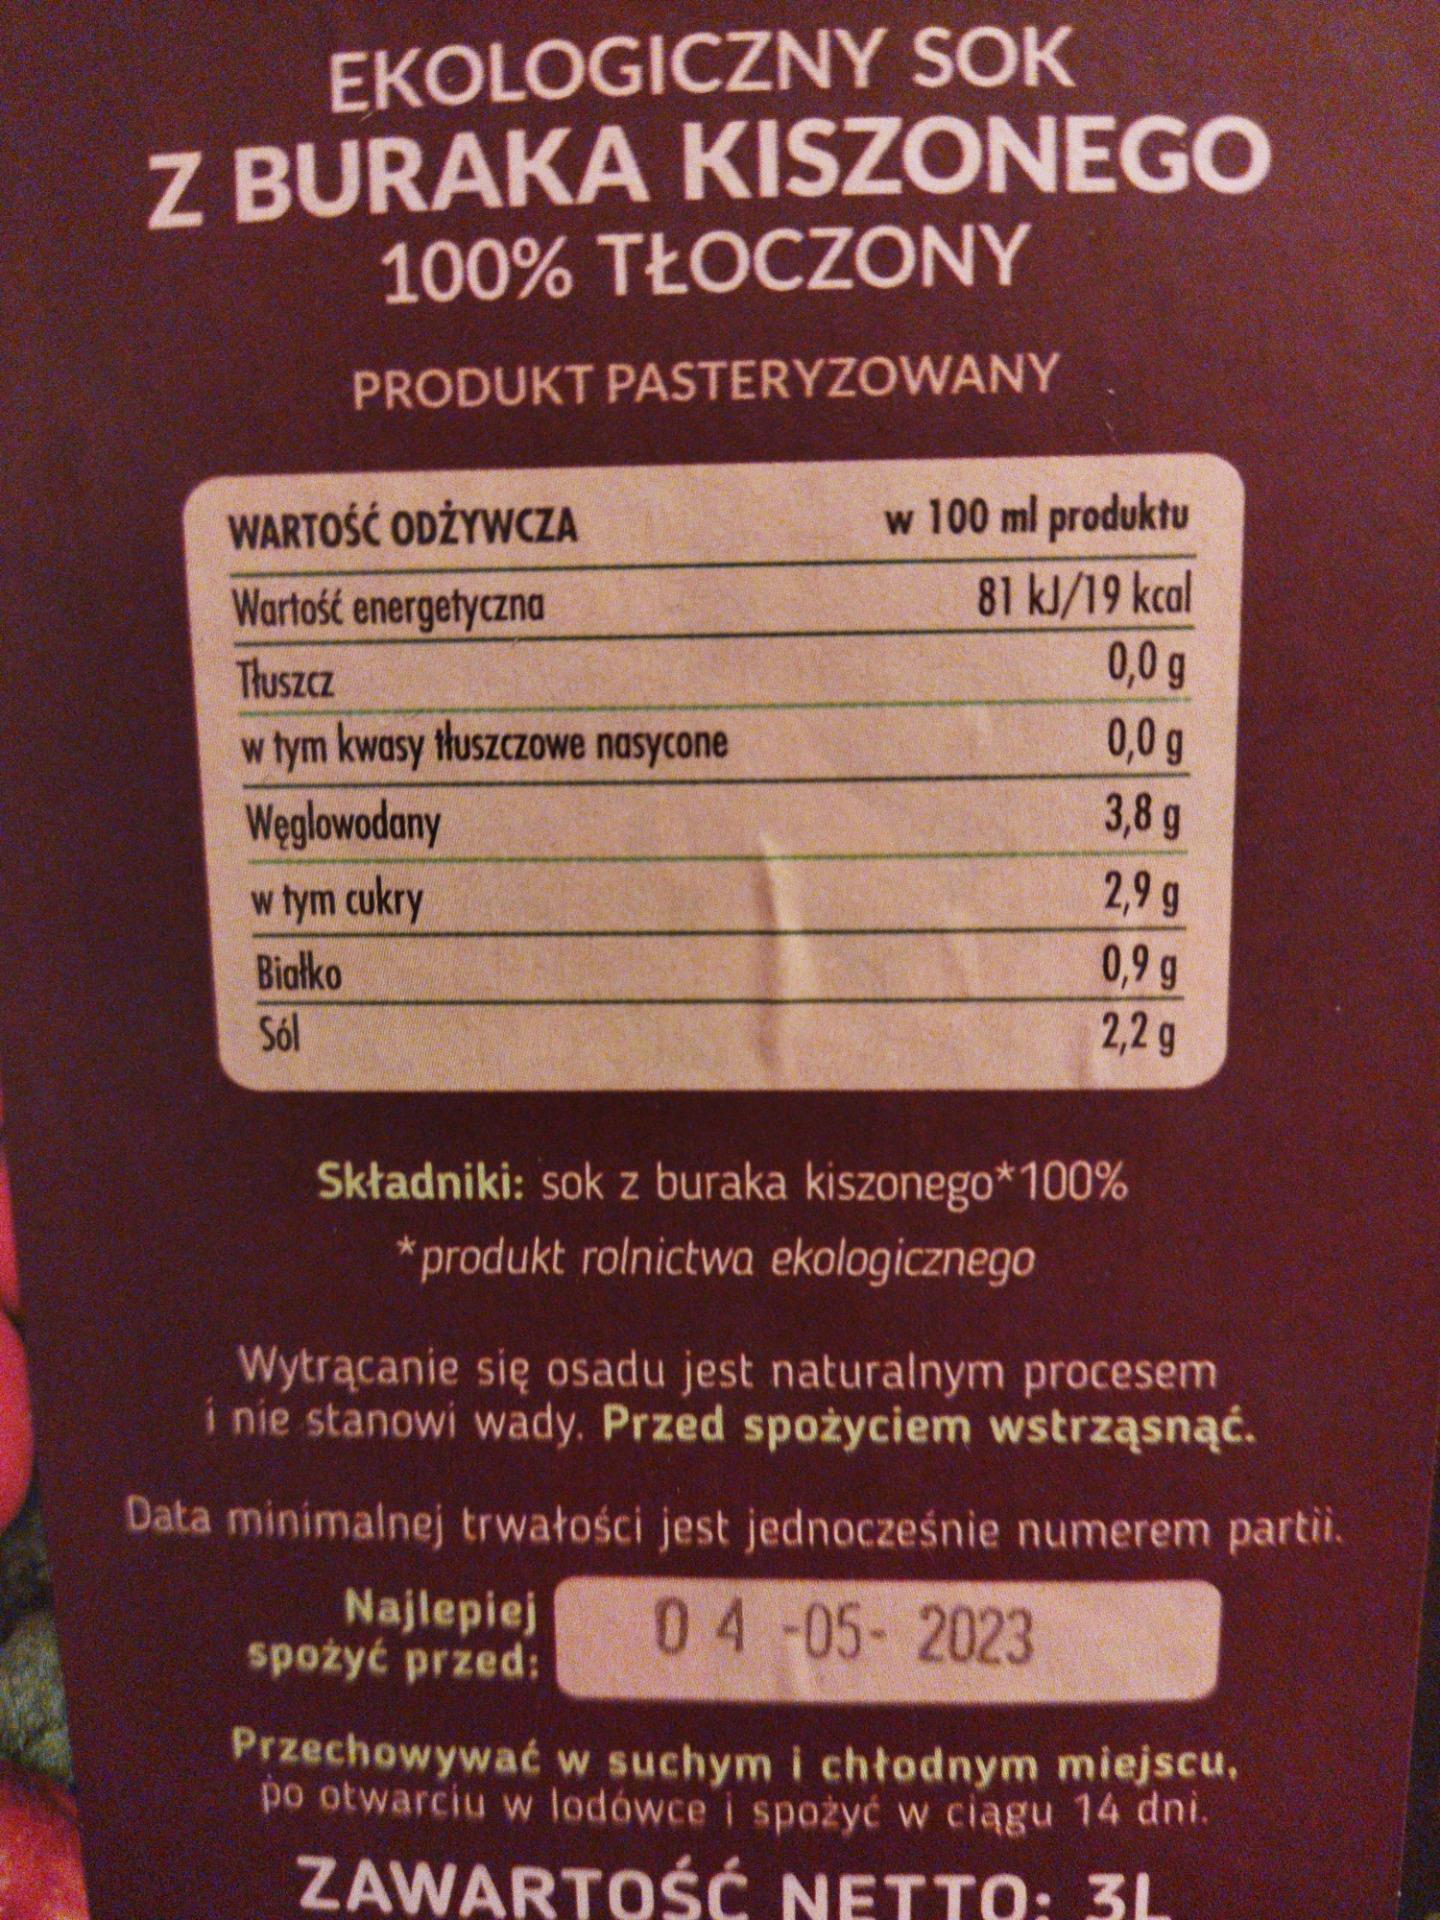 EKOLOGICZNY SOK
Z BURAKA KISZONEGO
100% TŁOCZONY
PRODUKT PASTERYZOWANY
WARTOŚĆ ODŻYWCZA w 100 ml produktu
Wartość energetyczna 81 kJ/19 kcal
Tłuszcz 0,0 g
w tym kwasy tłuszczowe nasycone 0,0 g
Węglowodany 3,8 g
w tym cukry 2,9 g
Białko 0,9 g
Sól 2,2 g
Składniki: sok z buraka kiszonego*100%
*produkt rolnictwa ekologicznego
Wytrącanie się osadu jest naturalnym procesem
i nie stanowi wady. Przed spożyciem wstrząsnąć.
Data minimalnej trwałości jest jednocześnie numerem partii.
Najlepiej
spożyć przed: 04 -05- 2023
Przechowywać w suchym i chłodnym miejscu,
po otwarciu w lodówce i spożyć w ciągu 14 dni.
ZAWARTOŚĆ NETTO: 3L